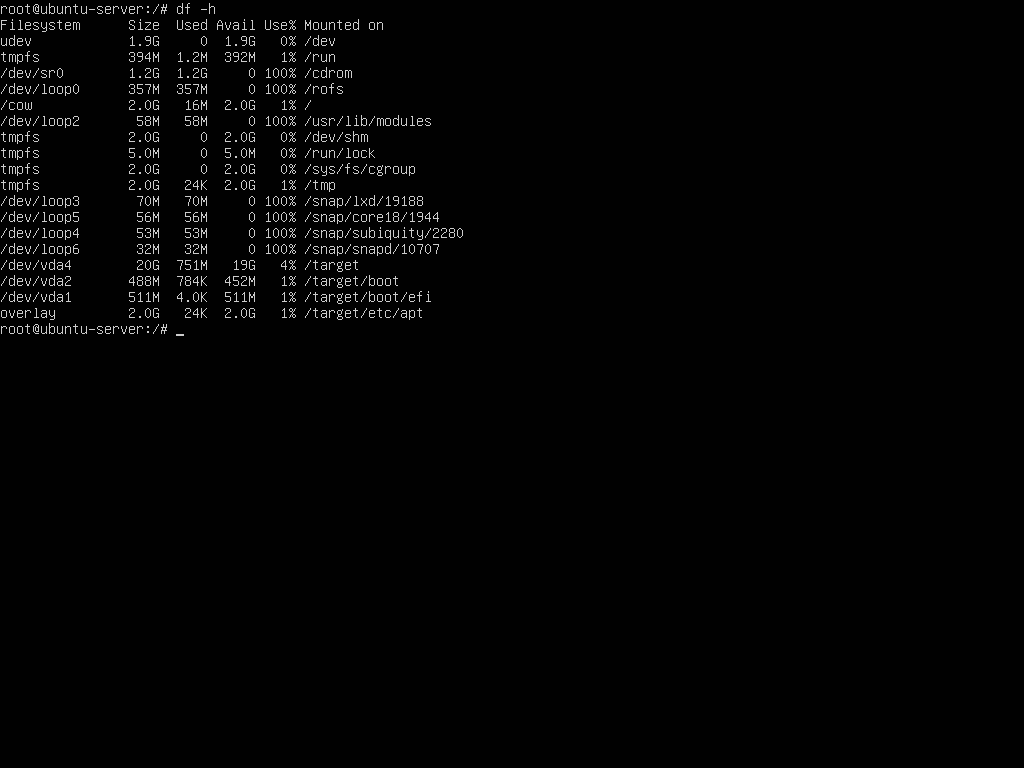 root@ubuntu-server:/# df -h
Filesystem      Size  Used Avail Use% Mounted on
udev            1.9G     0  1.9G   0% /dev
tmpfs           394M  1.2M  392M   1% /run
/dev/sr0        1.2G  1.2G     0 100% /cdrom
/dev/loop0      357M  357M     0 100% /rofs
/cow            2.0G   16M  2.0G   1% /
/dev/loop2       58M   58M     0 100% /usr/lib/modules
tmpfs           2.0G     0  2.0G   0% /dev/shm
tmpfs           5.0M     0  5.0M   0% /run/lock
tmpfs           2.0G     0  2.0G   0% /sys/fs/cgroup
tmpfs           2.0G   24K  2.0G   1% /tmp
/dev/loop3       70M   70M     0 100% /snap/lxd/19188
/dev/loop5       56M   56M     0 100% /snap/core18/1944
/dev/loop4       53M   53M     0 100% /snap/subiquity/2280
/dev/loop6       32M   32M     0 100% /snap/snapd/10707
/dev/vda4        20G  751M   19G   4% /target
/dev/vda2       488M  784K  452M   1% /target/boot
/dev/vda1       511M  4.0K  511M   1% /target/boot/efi
overlay         2.0G   24K  2.0G   1% /target/etc/apt
root@ubuntu-server:/# _